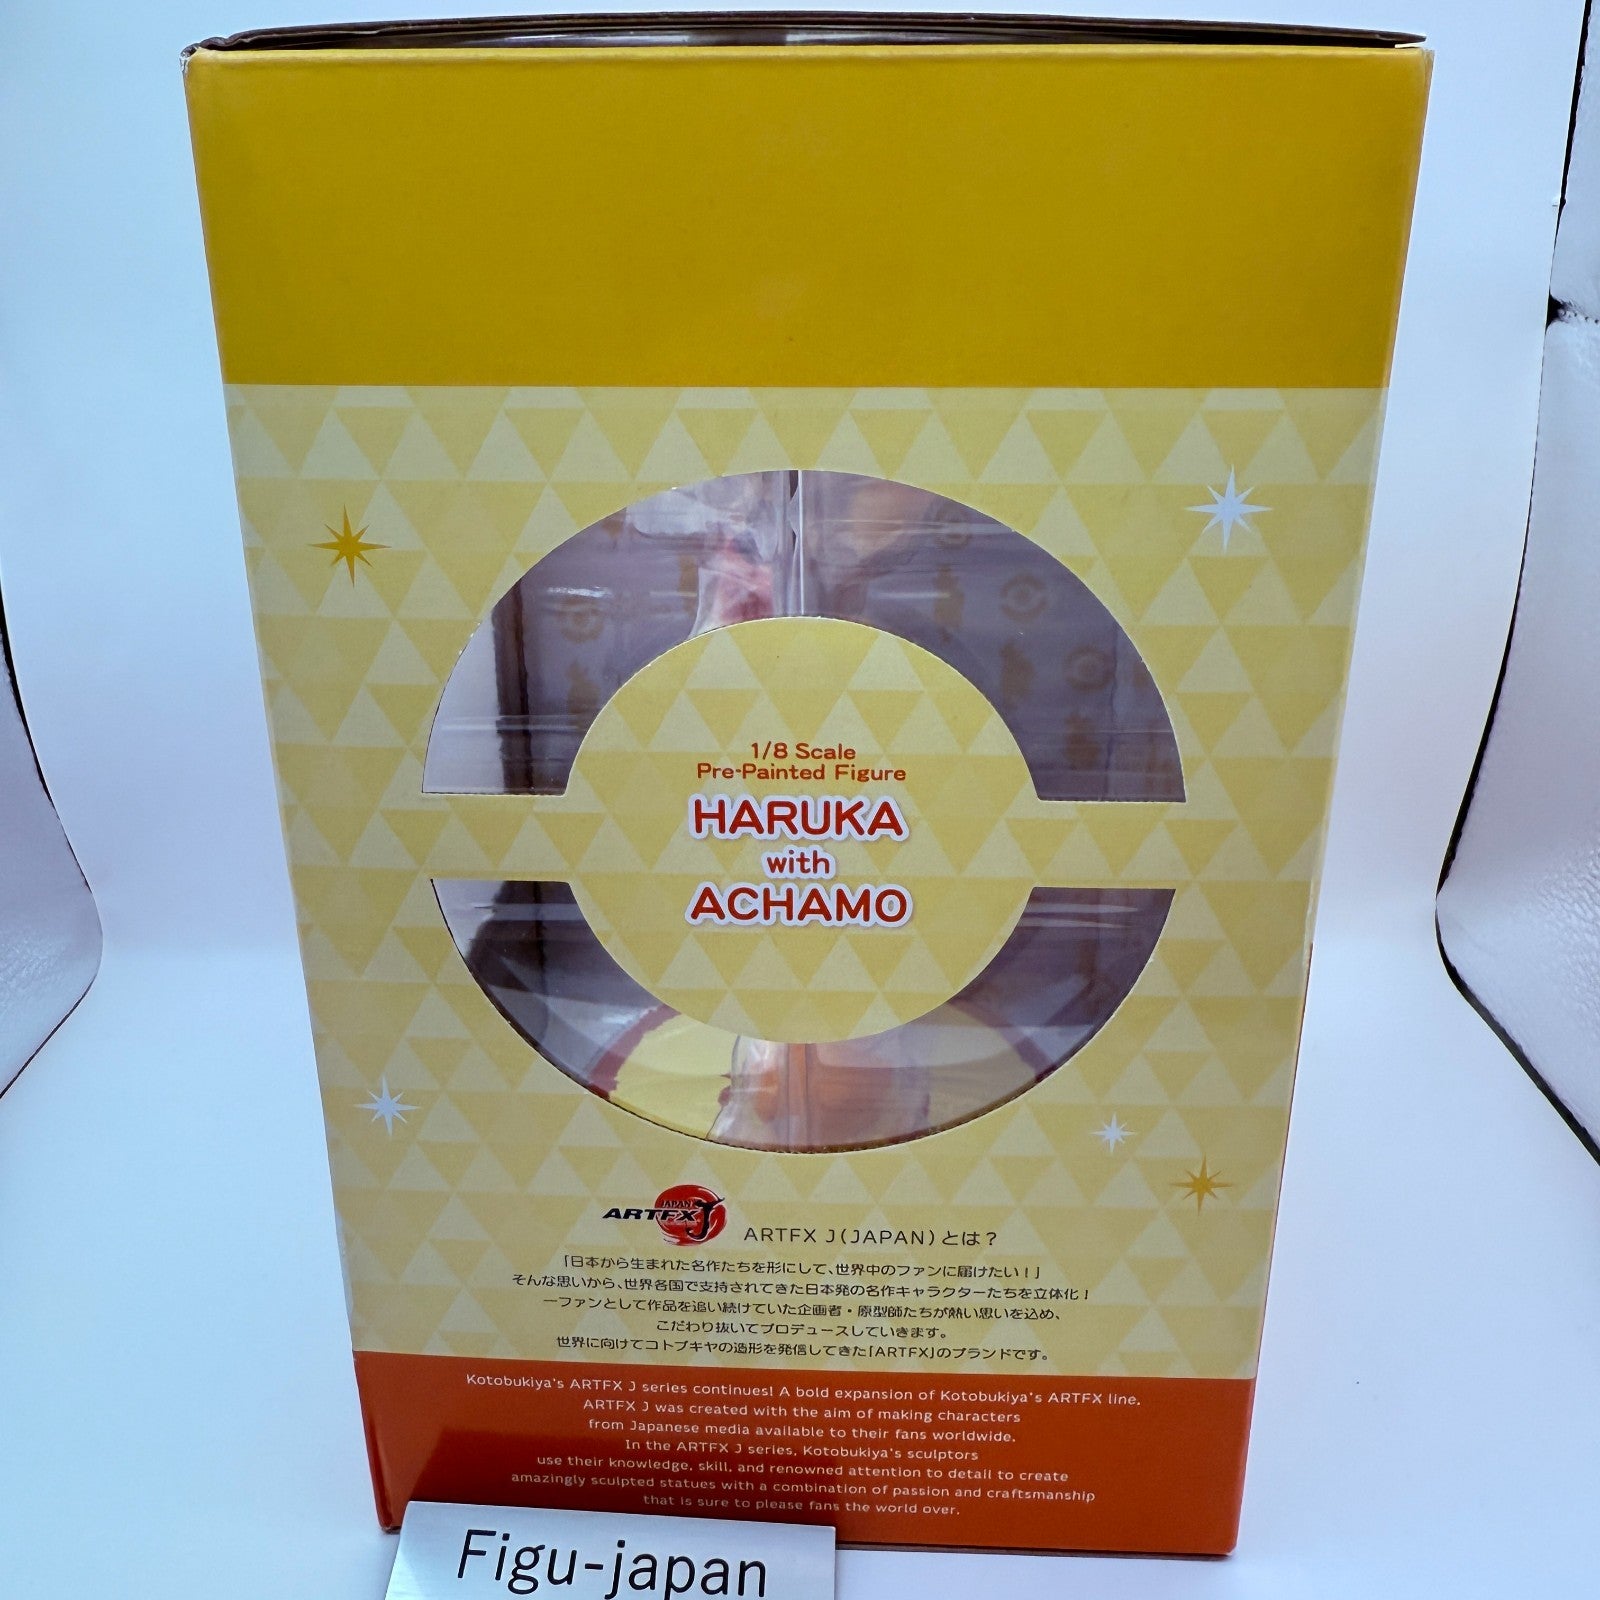 1/8 Scale
Pre-Painted Figure
HARUKA
with
ACHAMO
JAPAN
ARTFX J
ARTFX J(JAPAN)とは？
「日本から生まれた名作たちを形にして、世界中のファンに届けたい！」
そんな思いから、世界各国で支持されてきた日本発の名作キャラクターたちを立体化！
一ファンとして作品を追い続けていた企画者・原型師たちが熱い思いを込め、
こだわり抜いてプロデュースしていきます。
世界に向けてコトブキヤの造形を発信してきた「ARTFX」のブランドです。
Kotobukiya's ARTFX J series continues! A bold expansion of Kotobukiya's ARTFX line.
ARTFX J was created with the aim of making characters
from Japanese media available to their fans worldwide.
In the ARTFX J series, Kotobukiya's sculptors
use their knowledge, skill, and renowned attention to detail to create
amazingly sculpted statues with a combination of passion and craftsmanship
that is sure to please fans the world over.
Figu-japan